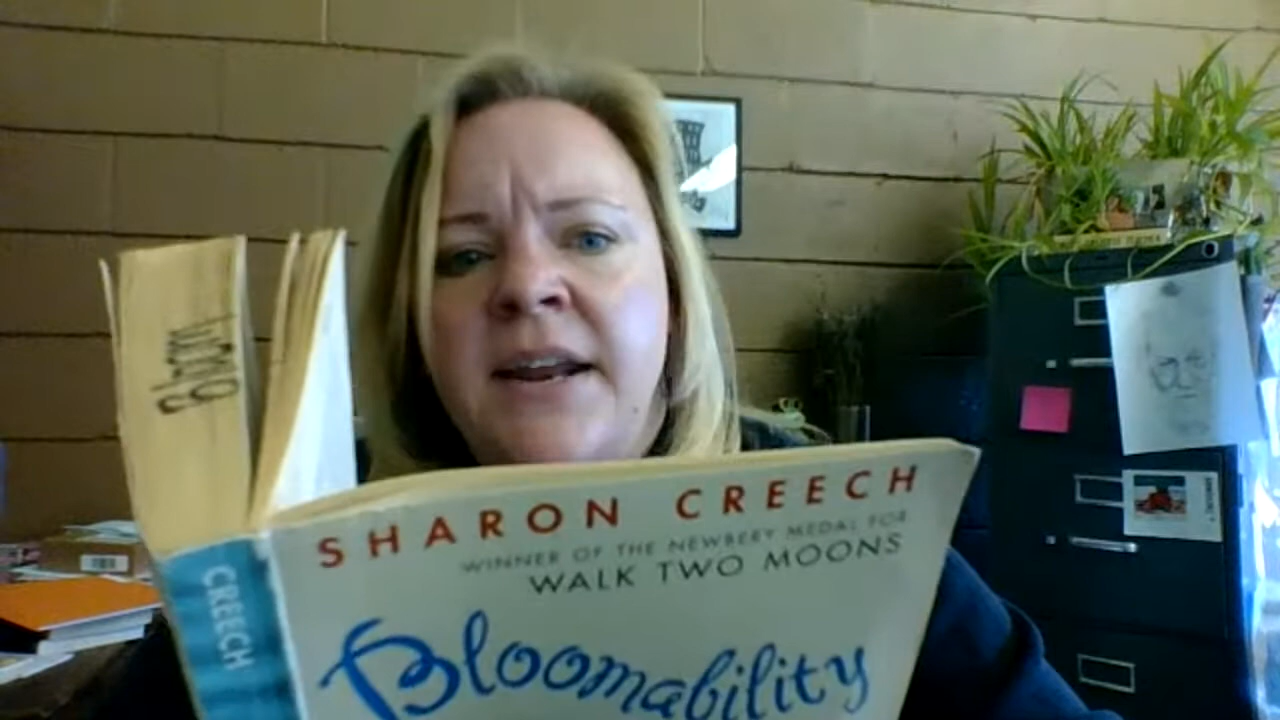 SHARON CREECH
WINNER OF THE NEWBERY MEDAL FOR
WALK TWO MOONS
Bloomability
CREECH